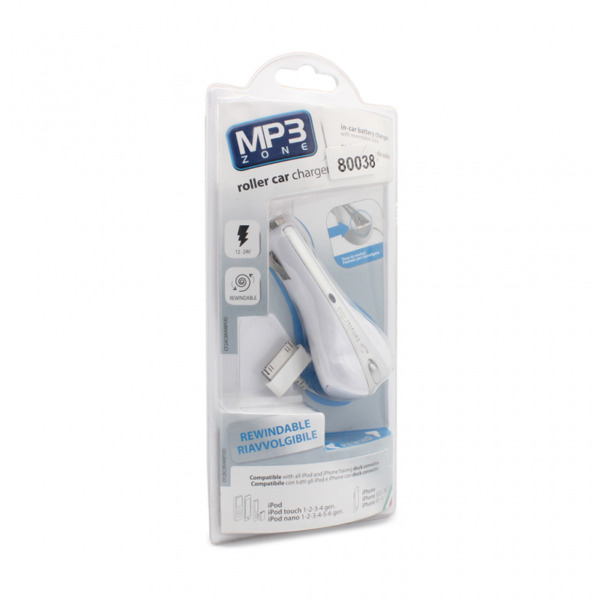 MP3
ZONE
roller car charger
in-car battery charger
80038
12 - 24V
REWINDABLE
REWINDABLE
RIAVVOLGIBILE
Compatible with all iPod and iPhone having dock connector
Compatibile con tutti gli iPod e iPhone con dock connector
iPod
iPod touch 1-2-3-4 gen.
iPod nano 1-2-3-4-5-6 gen.
iPhone
iPhone
iPhone